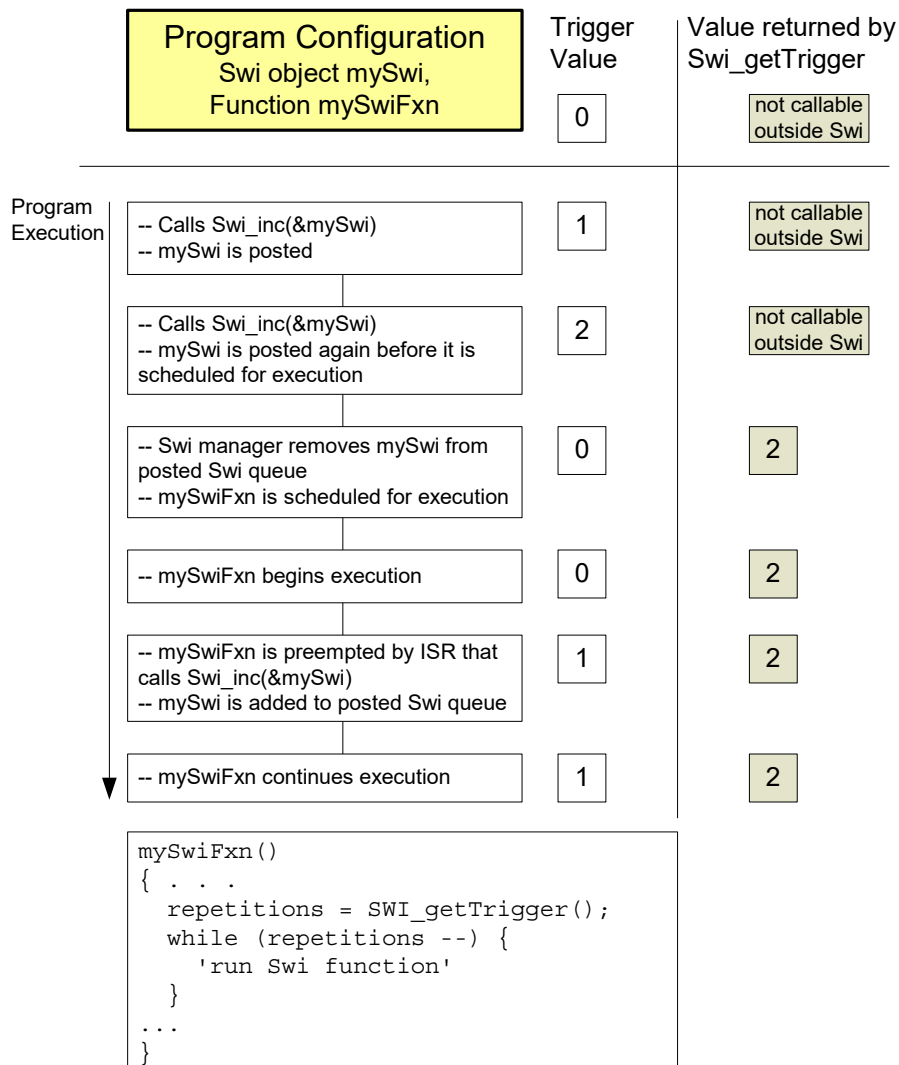 Program Configuration
Swi object mySwi,
Function mySwiFxn
Trigger
Value
0
Value returned by
Swi_getTrigger
not callable
outside Swi
Program
Execution
-- Calls Swi_inc(&mySwi)
-- mySwi is posted
1
not callable
outside Swi
-- Calls Swi_inc(&mySwi)
-- mySwi is posted again before it is
scheduled for execution
2
not callable
outside Swi
-- Swi manager removes mySwi from
posted Swi queue
-- mySwiFxn is scheduled for execution
0
2
-- mySwiFxn begins execution
0
2
-- mySwiFxn is preempted by ISR that
calls Swi_inc(&mySwi)
-- mySwi is added to posted Swi queue
1
2
-- mySwiFxn continues execution
1
2
mySwiFxn()
{ . . .
  repetitions = SWI_getTrigger();
  while (repetitions --) {
    'run Swi function'
  }
...
}